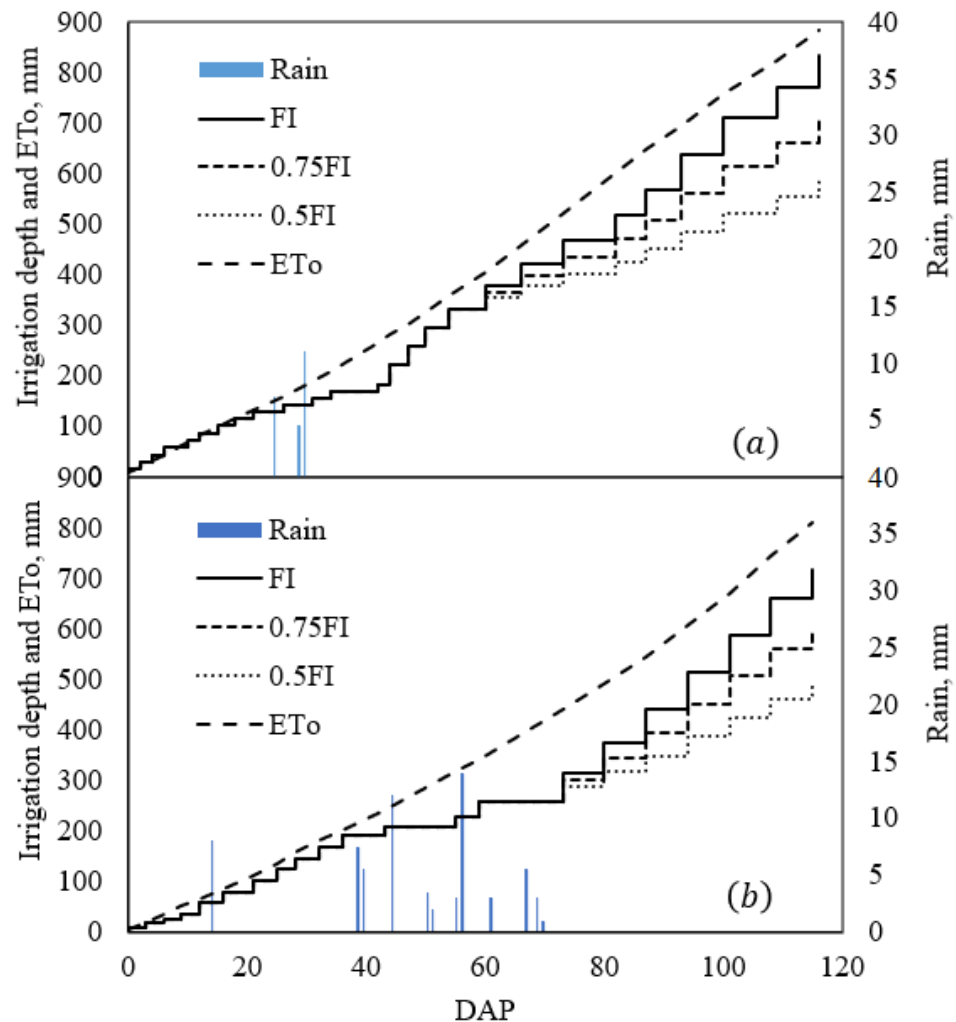 Irrigation depth and ETo, mm
900
800
700
600
500
400
300
200
100
0
Rain
FI
0.75FI
0.5FI
ETo
(a)
40
35
30
25
20
15
10
5
0
Rain, mm
Irrigation depth and ETo, mm
900
800
700
600
500
400
300
200
100
0
Rain
FI
0.75FI
0.5FI
ETo
(b)
40
35
30
25
20
15
10
5
0
Rain, mm
0 20 40 60 80 100 120
DAP